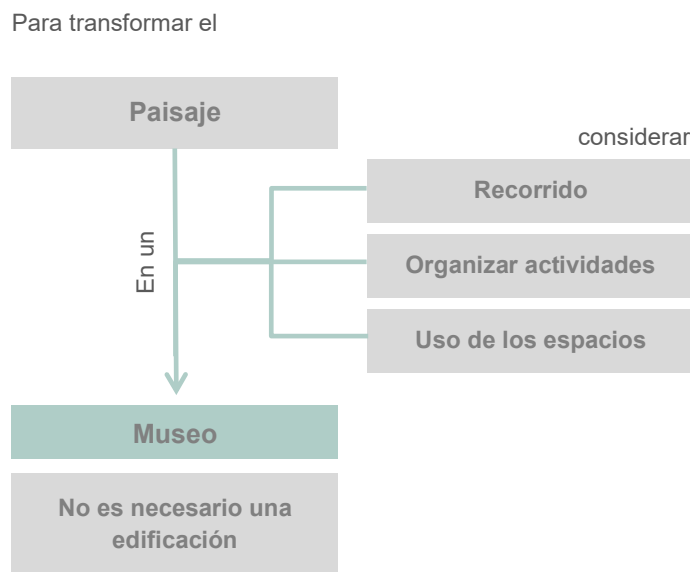 Para transformar el
Paisaje
considerar
Recorrido
En un
Organizar actividades
Uso de los espacios
Museo
No es necesario una
edificación